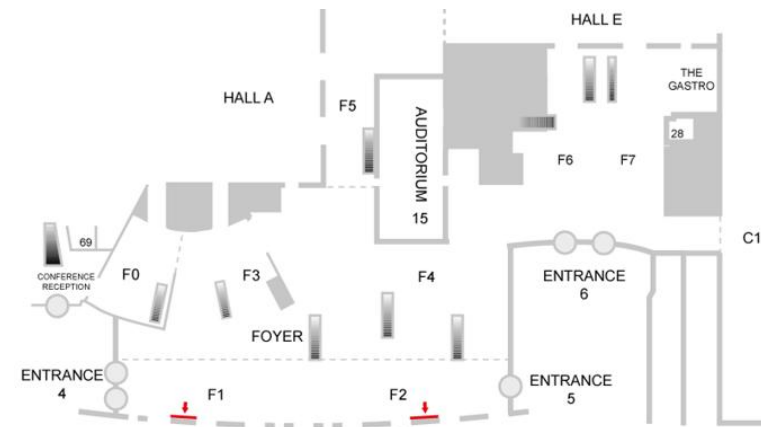 HALL E
THE
GASTRO
HALL A
F5
AUDITORIUM
15
28
F6
F7
69
C1
CONFERENCE
RECEPTION
F0
F3
F4
ENTRANCE
6
FOYER
ENTRANCE
4
F1
F2
ENTRANCE
5